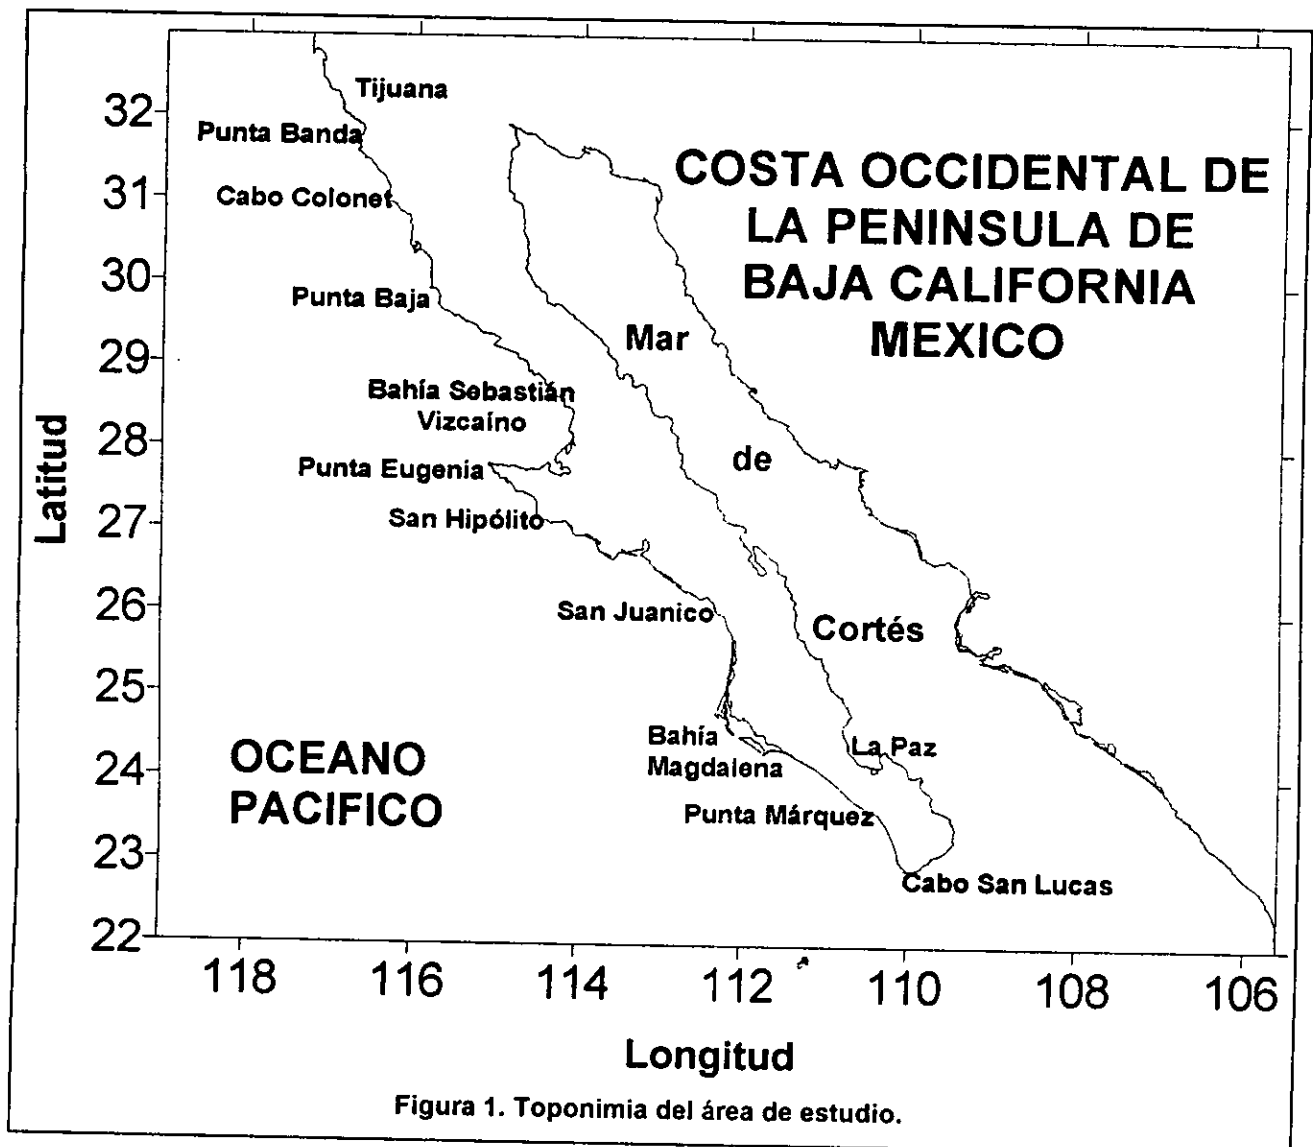 Tijuana
32
Punta Banda
COSTA OCCIDENTAL DE
LA PENINSULA DE
BAJA CALIFORNIA
MEXICO
31
Cabo Colonet
30
Punta Baja
Mar
29
Bahía Sebastián
Vizcaíno
28
de
Punta Eugenia
Latitud
27
San Hipólito
26
San Juanico
Cortés
25
Bahía
Magdalena
La Paz
OCEANO
PACIFICO
24
Punta Márquez
23
Cabo San Lucas
22
118 116 114 112 110 108 106
Longitud
Figura 1. Toponimia del área de estudio.